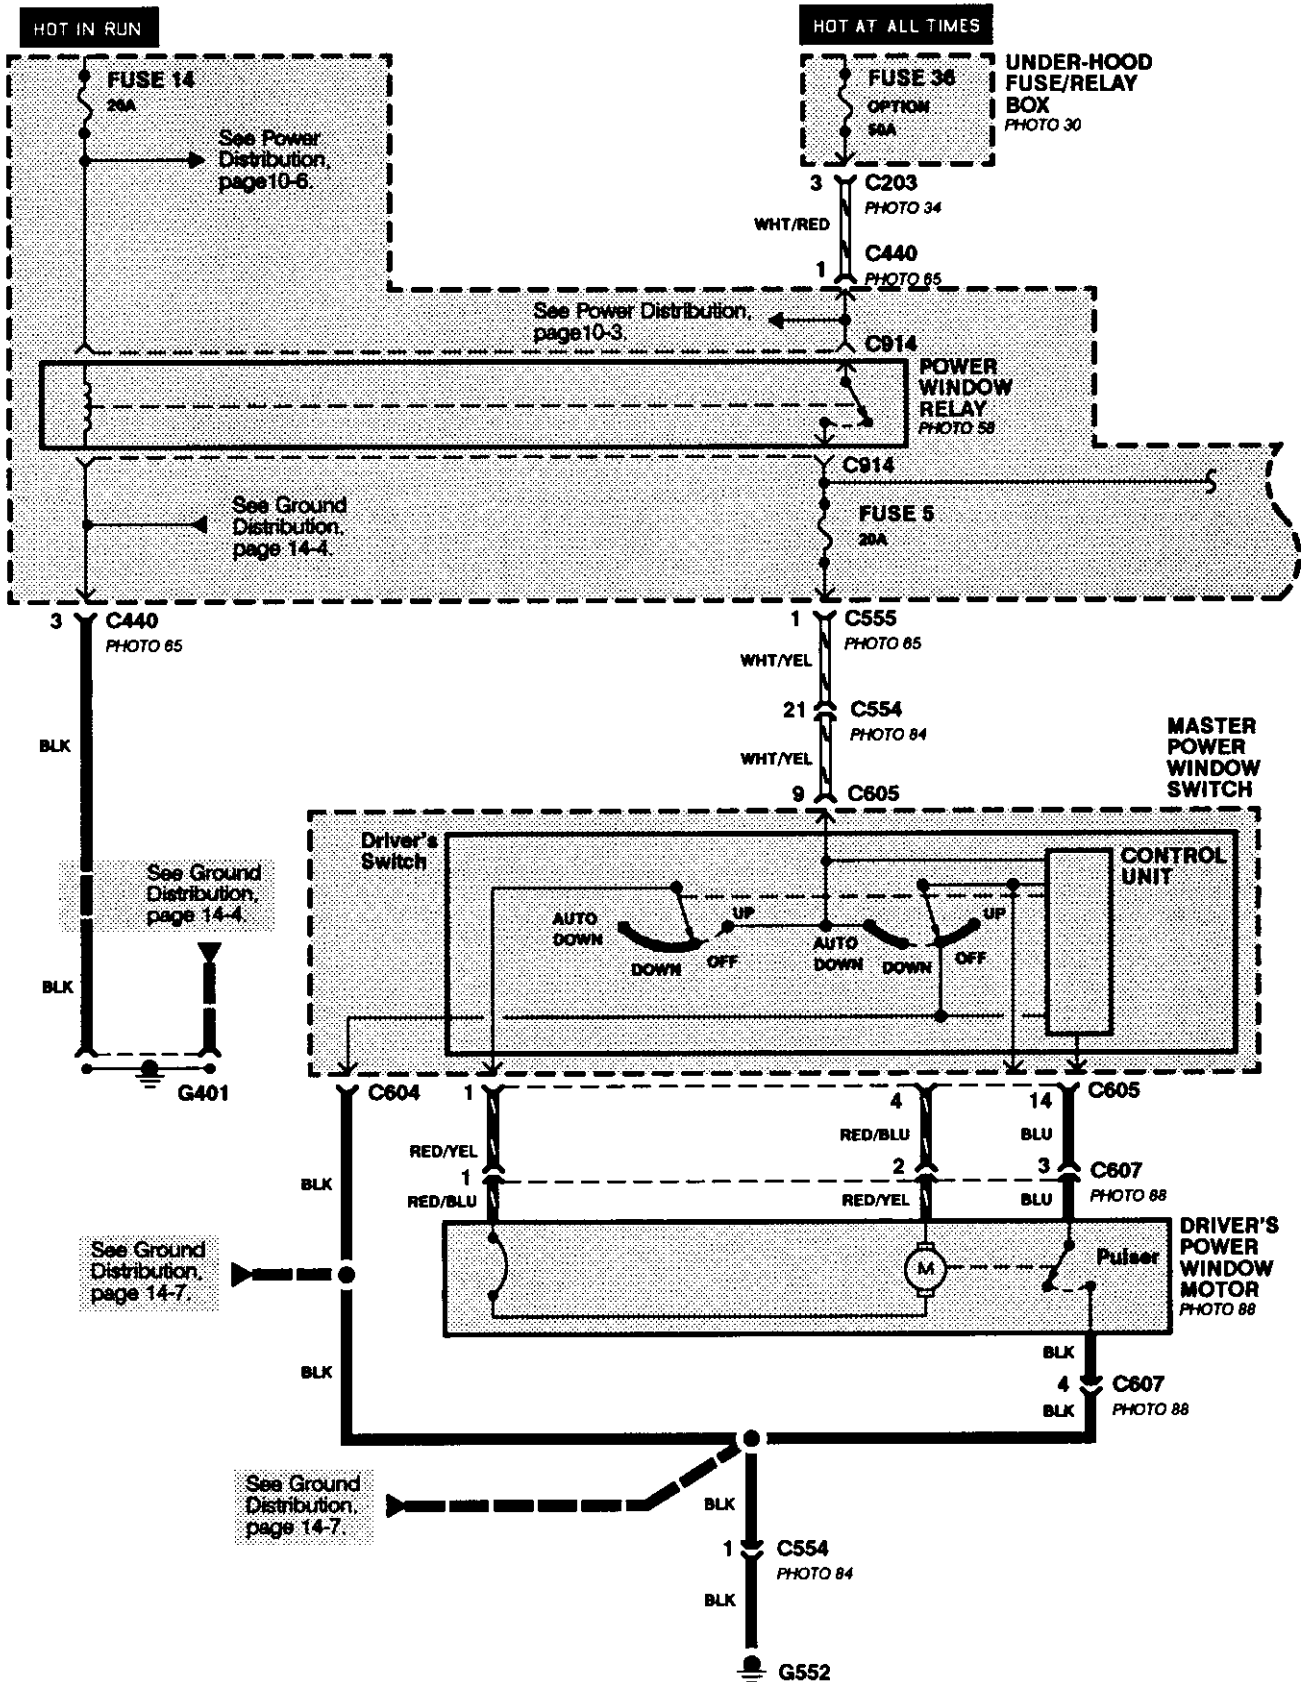 HOT IN RUN
HOT AT ALL TIMES
FUSE 14
20A
FUSE 36
OPTION
50A
UNDER-HOOD
FUSE/RELAY
BOX
PHOTO 30
See Power
Distribution,
page10-6.
3 C203
PHOTO 34
WHT/RED
C440
1
PHOTO 65
See Power Distribution,
page10-3.
C914
POWER
WINDOW
RELAY
PHOTO 58
C914
See Ground
Distribution,
page 14-4.
FUSE 5
20A
3 C440
PHOTO 65
1 C555
PHOTO 65
WHT/YEL
21 C554
PHOTO 84
BLK
WHT/YEL
9 C605
MASTER
POWER
WINDOW
SWITCH
Driver's
Switch
CONTROL
UNIT
See Ground
Distribution,
page 14-4.
AUTO
DOWN
UP
DOWN
OFF
AUTO
DOWN
DOWN
OFF
UP
BLK
G401
C604
1
4
14
C605
RED/YEL
RED/BLU
BLU
1
2
3
C607
PHOTO 88
BLK
RED/BLU
RED/YEL
BLU
DRIVER'S
POWER
WINDOW
MOTOR
PHOTO 88
M
Pulser
See Ground
Distribution,
page 14-7.
BLK
BLK
4 C607
PHOTO 88
BLK
See Ground
Distribution,
page 14-7.
BLK
1 C554
PHOTO 84
BLK
G552